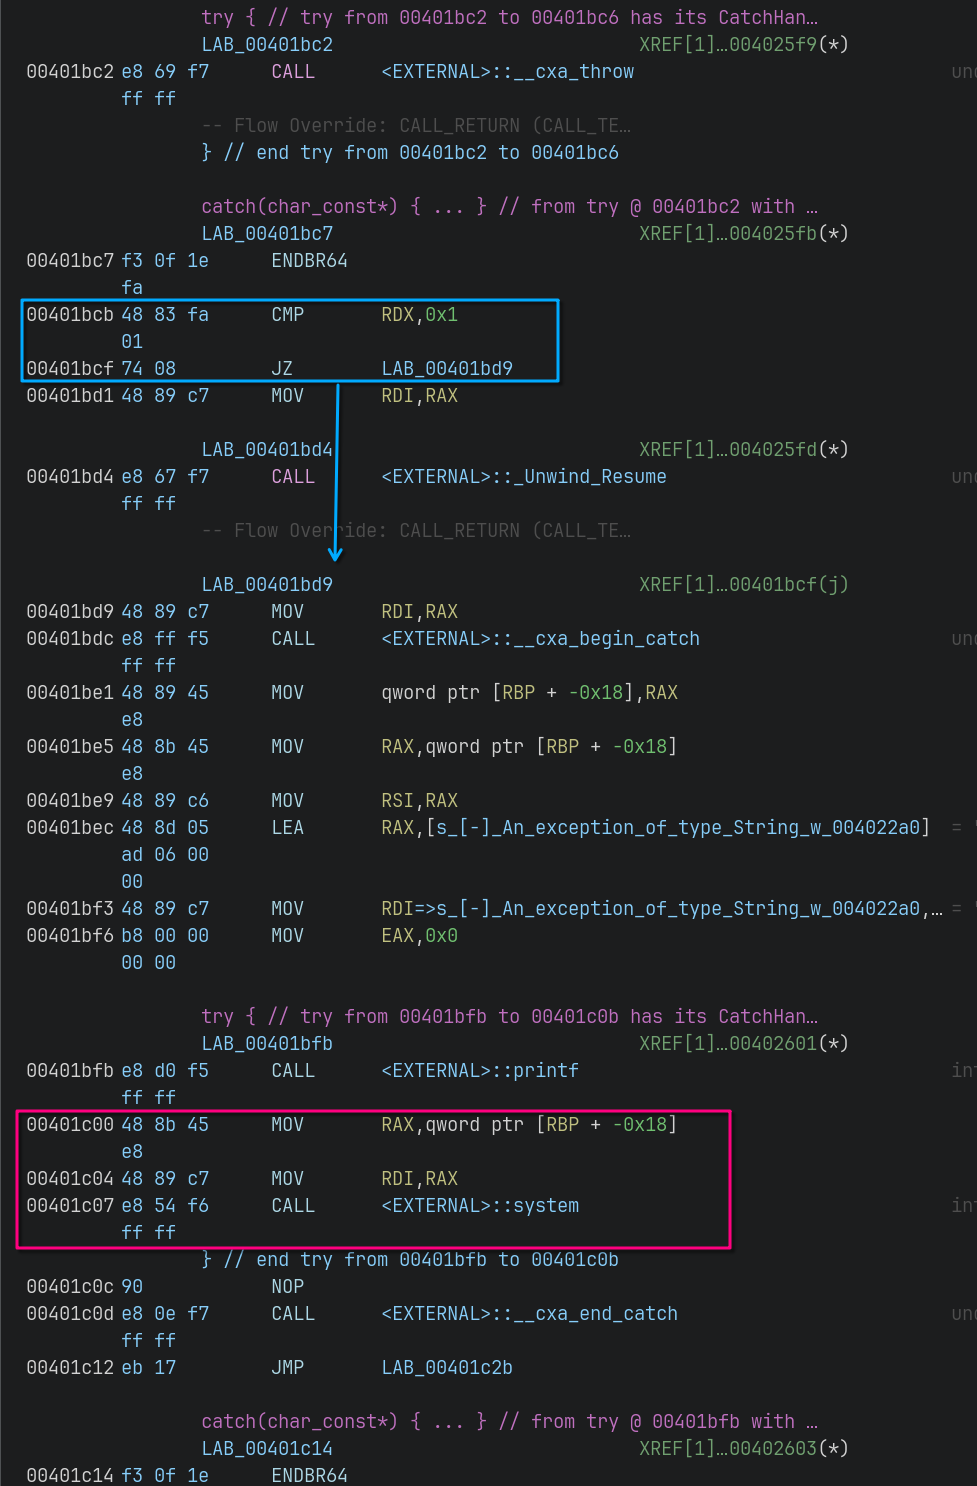 try { // try from 00401bc2 to 00401bc6 has its CatchHan…
LAB_00401bc2 XREF[1]…004025f9(*)
00401bc2 e8 69 f7 CALL <EXTERNAL>::__cxa_throw
ff ff
-- Flow Override: CALL_RETURN (CALL_TE…
} // end try from 00401bc2 to 00401bc6
catch(char_const*) { ... } // from try @ 00401bc2 with …
LAB_00401bc7 XREF[1]…004025fb(*)
00401bc7 f3 0f 1e ENDBR64
fa
00401bcb 48 83 fa CMP RDX,0x1
01
00401bcf 74 08 JZ LAB_00401bd9
00401bd1 48 89 c7 MOV RDI,RAX
LAB_00401bd4 XREF[1]…004025fd(*)
00401bd4 e8 67 f7 CALL <EXTERNAL>::_Unwind_Resume
ff ff
-- Flow Override: CALL_RETURN (CALL_TE…
LAB_00401bd9 XREF[1]…00401bcf(j)
00401bd9 48 89 c7 MOV RDI,RAX
00401bdc e8 ff f5 CALL <EXTERNAL>::__cxa_begin_catch
ff ff
00401be1 48 89 45 MOV qword ptr [RBP + -0x18],RAX
e8
00401be5 48 8b 45 MOV RAX,qword ptr [RBP + -0x18]
e8
00401be9 48 89 c6 MOV RSI,RAX
00401bec 48 8d 05 LEA RAX,[s_[-]_An_exception_of_type_String_w_004022a0] =
ad 06 00
00
00401bf3 48 89 c7 MOV RDI=>s_[-]_An_exception_of_type_String_w_004022a0,… =
00401bf6 b8 00 00 MOV EAX,0x0
00 00
try { // try from 00401bfb to 00401c0b has its CatchHan…
LAB_00401bfb XREF[1]…00402601(*)
00401bfb e8 d0 f5 CALL <EXTERNAL>::printf
ff ff
00401c00 48 8b 45 MOV RAX,qword ptr [RBP + -0x18]
e8
00401c04 48 89 c7 MOV RDI,RAX
00401c07 e8 54 f6 CALL <EXTERNAL>::system
ff ff
} // end try from 00401bfb to 00401c0b
00401c0c 90 NOP
00401c0d e8 0e f7 CALL <EXTERNAL>::__cxa_end_catch
ff ff
00401c12 eb 17 JMP LAB_00401c2b
catch(char_const*) { ... } // from try @ 00401bfb with …
LAB_00401c14 XREF[1]…00402603(*)
00401c14 f3 0f 1e ENDBR64